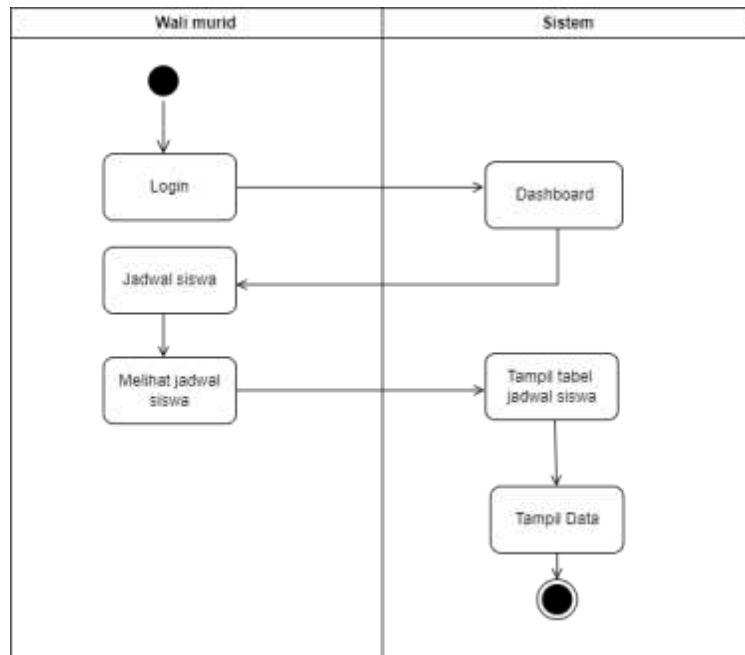 Wali murid
Sistem
Login
Dashboard
Jadwal siswa
Melihat jadwal
siswa
Tampil tabel
jadwal siswa
Tampil Data